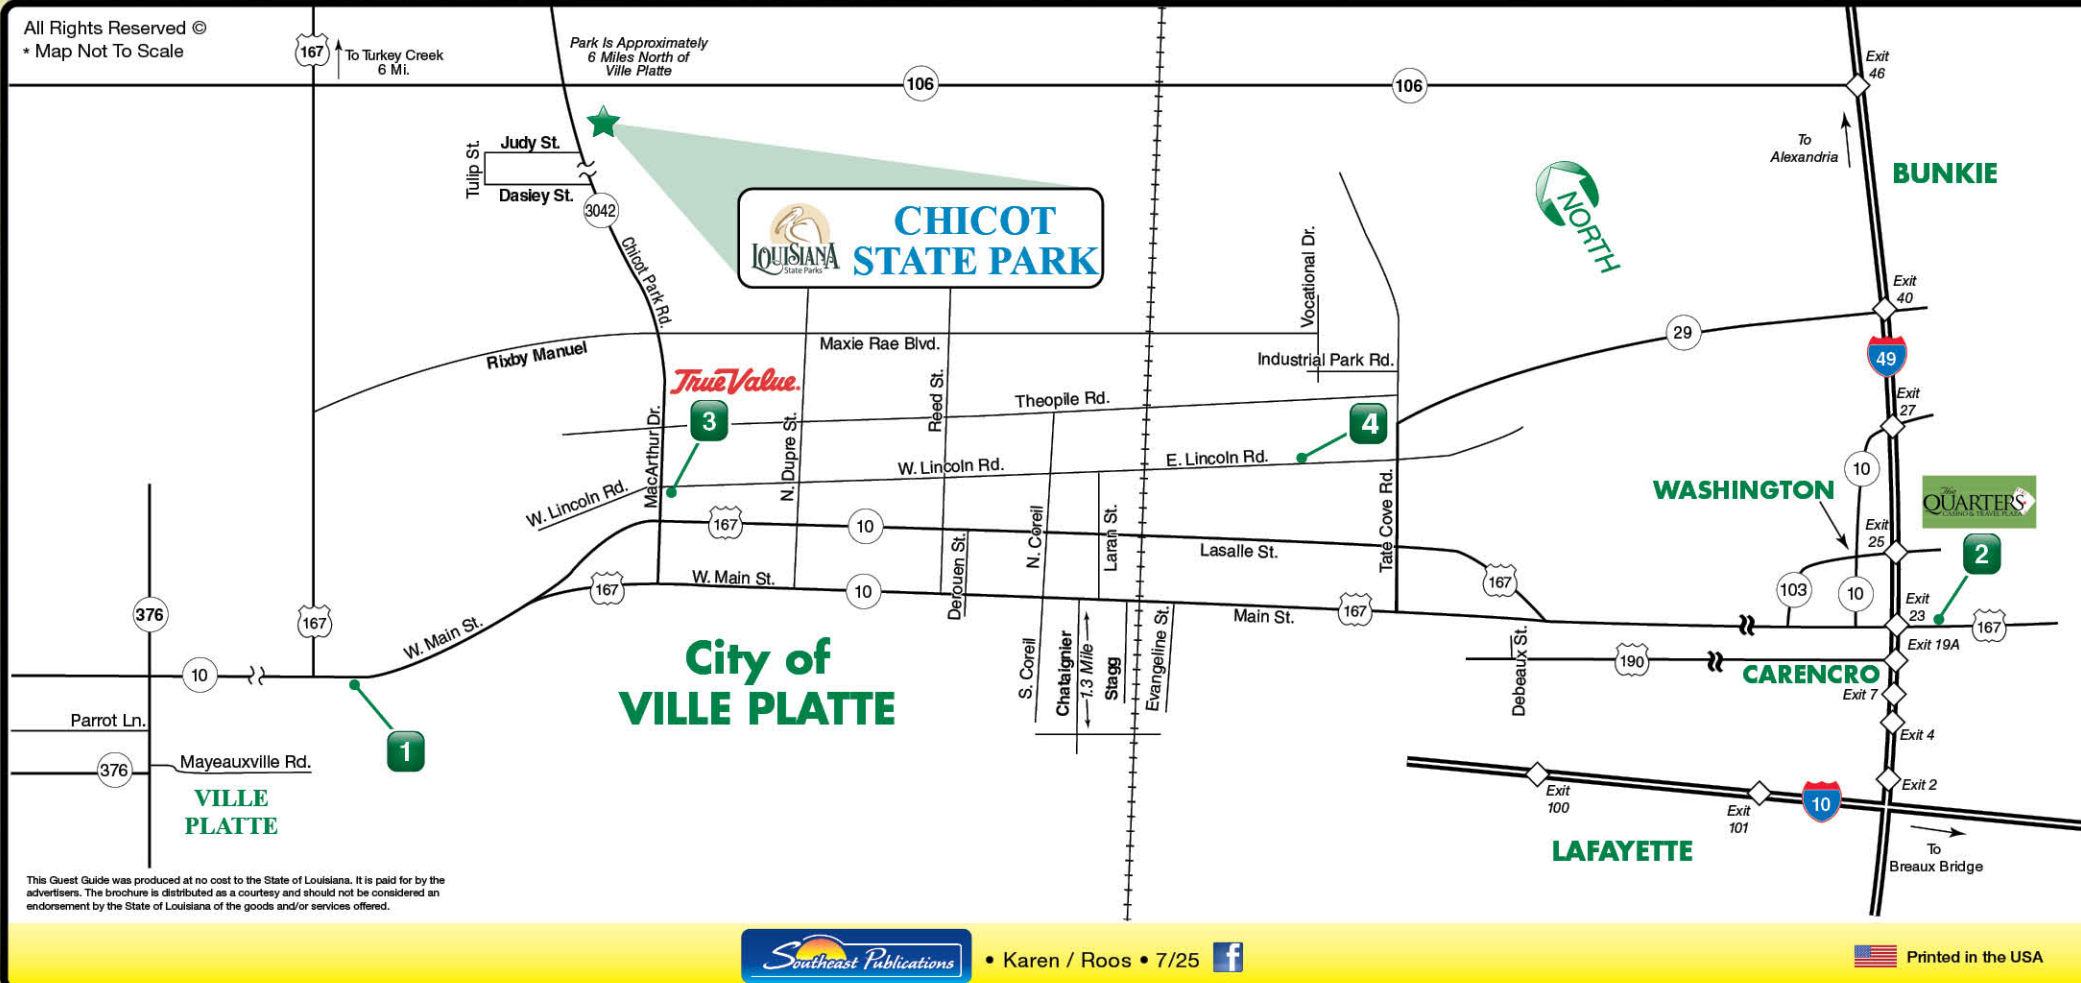 All Rights Reserved ©
* Map Not To Scale
167
To Turkey Creek
6 Mi.
Park Is Approximately
6 Miles North of
Ville Platte
106
106
Exit
46
To
Alexandria
BUNKIE
Judy St.
Tulip St.
Dasiey St.
3042
Chicot Park Rd.
LOUISIANA
State Parks
CHICOT
STATE PARK
NORTH
Vocational Dr.
Exit
40
29
49
Rixby Manuel
Maxie Rae Blvd.
Industrial Park Rd.
True Value.
3
MacArthur Dr.
N. Dupre St.
Reed St.
Theopile Rd.
4
Exit
27
W. Lincoln Rd.
W. Lincoln Rd.
E. Lincoln Rd.
10
WASHINGTON
The
QUARTERS
CASINO & TRAVEL PLAZA
Exit
25
2
167
10
N. Coreil
Laran St.
Lasalle St.
Tate Cove Rd.
W. Main St.
167
10
Derouen St.
167
103
10
Exit
23
376
167
W. Main St.
Main St.
167
167
Exit 19A
City of
VILLE PLATTE
S. Coreil
Chataignier
1.3 Mile
Stagg
Evangeline St.
Debeaux St.
190
CARENCRO
Exit 7
10
Exit 4
Parrot Ln.
1
376
Mayeauxville Rd.
VILLE
PLATTE
Exit
100
Exit
101
10
Exit 2
LAFAYETTE
To
Breaux Bridge
This Guest Guide was produced at no cost to the State of Louisiana. It is paid for by the
advertisers. The brochure is distributed as a courtesy and should not be considered an
endorsement by the State of Louisiana of the goods and/or services offered.
Southeast Publications
• Karen / Roos • 7/25
f
Printed in the USA